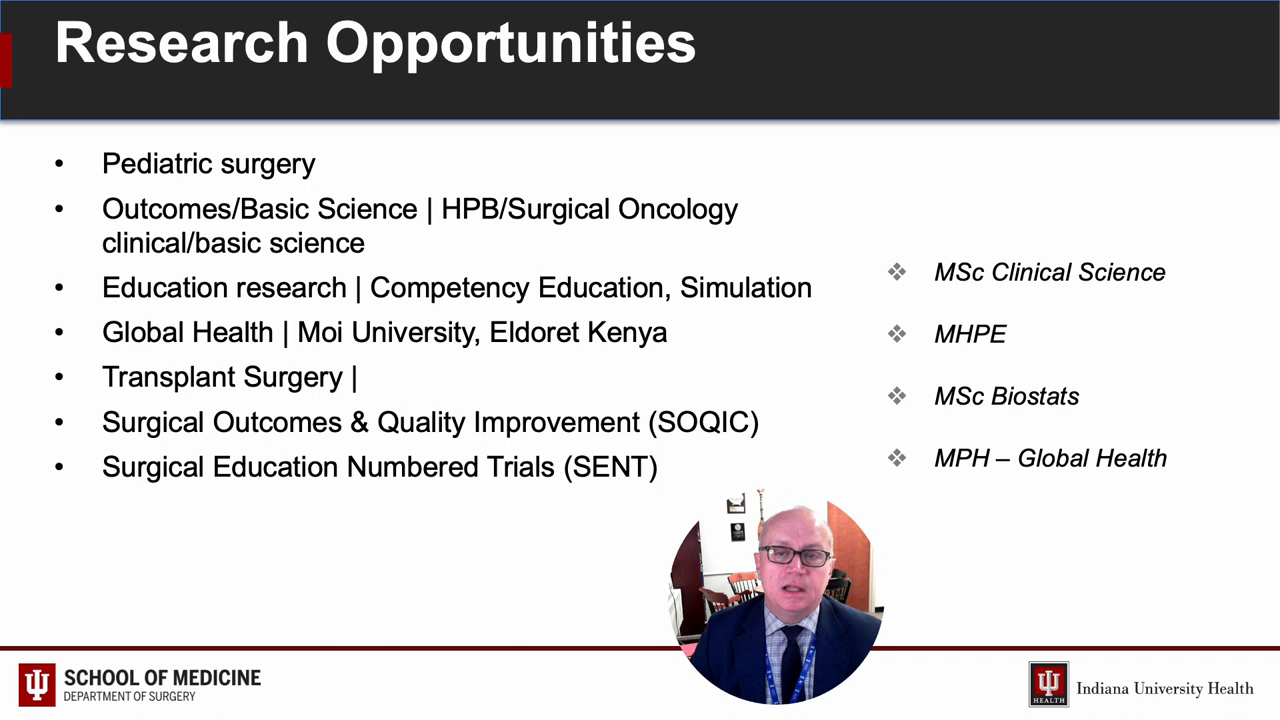 Research Opportunities
• Pediatric surgery
• Outcomes/Basic Science | HPB/Surgical Oncology
clinical/basic science
• Education research | Competency Education, Simulation
• Global Health | Moi University, Eldoret Kenya
• Transplant Surgery |
• Surgical Outcomes & Quality Improvement (SOQIC)
• Surgical Education Numbered Trials (SENT)
❖ MSc Clinical Science
❖ MHPE
❖ MSc Biostats
❖ MPH – Global Health
SCHOOL OF MEDICINE
DEPARTMENT OF SURGERY
HEALTH
Indiana University Health